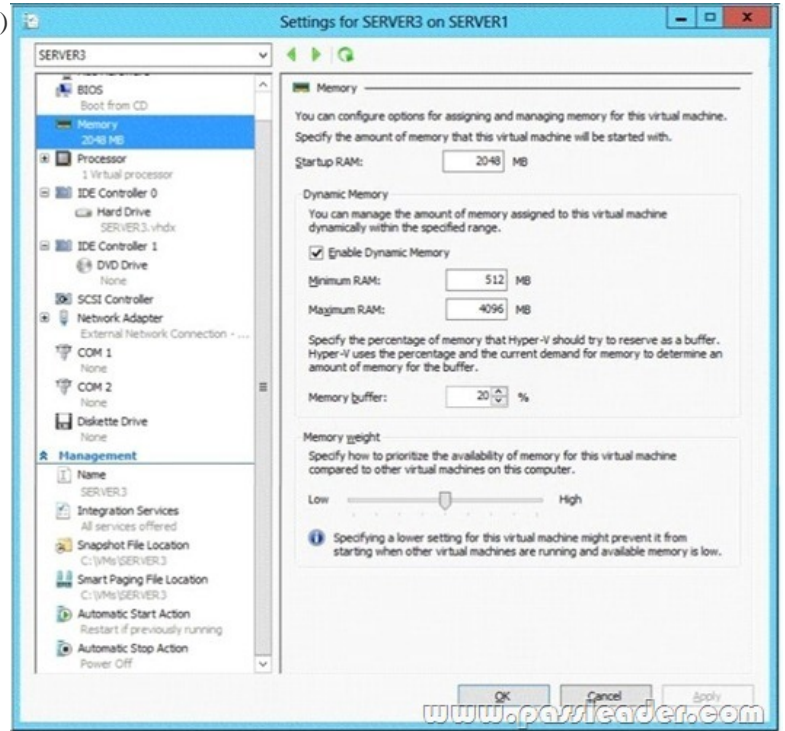 )
Settings for SERVER3 on SERVER1
SERVER3
BIOS
Boot from CD
Memory
2048 MB
Processor
1 Virtual processor
IDE Controller 0
Hard Drive
SERVER3.vhdx
IDE Controller 1
DVD Drive
None
SCSI Controller
Network Adapter
External Network Connection - ...
COM 1
None
COM 2
None
Diskette Drive
None
Management
Name
SERVER3
Integration Services
All services offered
Snapshot File Location
C:\VMs\SERVER3
Smart Paging File Location
C:\VMs\SERVER3
Automatic Start Action
Restart if previously running
Automatic Stop Action
Power Off
Memory
You can configure options for assigning and managing memory for this virtual machine.
Specify the amount of memory that this virtual machine will be started with.
Startup RAM: 2048 MB
Dynamic Memory
You can manage the amount of memory assigned to this virtual machine
dynamically within the specified range.
Enable Dynamic Memory
Minimum RAM: 512 MB
Maximum RAM: 4096 MB
Specify the percentage of memory that Hyper-V should try to reserve as a buffer.
Hyper-V uses the percentage and the current demand for memory to determine an
amount of memory for the buffer.
Memory buffer: 20 %
Memory weight
Specify how to prioritize the availability of memory for this virtual machine
compared to other virtual machines on this computer.
Low High
Specifying a lower setting for this virtual machine might prevent it from
starting when other virtual machines are running and available memory is low.
OK Cancel Apply
www.passleader.com